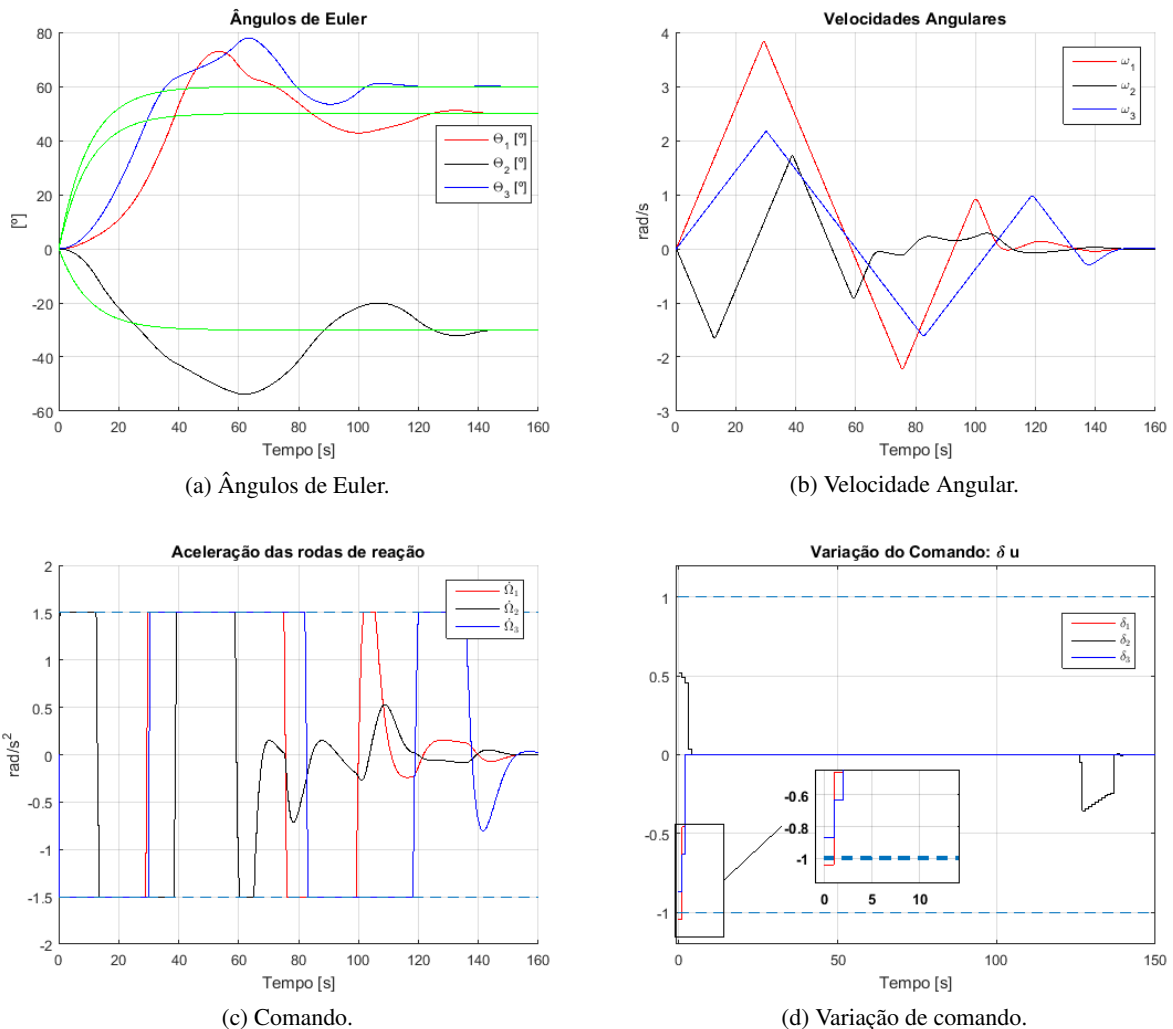 Ângulos de Euler
80
60
40
20
0
-20
-40
-60
[º]
Θ1 [º]
Θ2 [º]
Θ3 [º]
0 20 40 60 80 100 120 140 160
Tempo [s]
(a) Ângulos de Euler.
Velocidades Angulares
4
3
2
1
0
-1
-2
-3
rad/s
ω1
ω2
ω3
0 20 40 60 80 100 120 140 160
Tempo [s]
(b) Velocidade Angular.
Aceleração das rodas de reação
2
1.5
1
0.5
0
-0.5
-1
-1.5
-2
rad/s²
Ω̇1
Ω̇2
Ω̇3
0 20 40 60 80 100 120 140 160
Tempo [s]
(c) Comando.
Variação do Comando: δ u
1
0.5
0
-0.5
-1
δ1
δ2
δ3
-0.6
-0.8
-1
0 5 10
0 50 100 150
Tempo [s]
(d) Variação de comando.